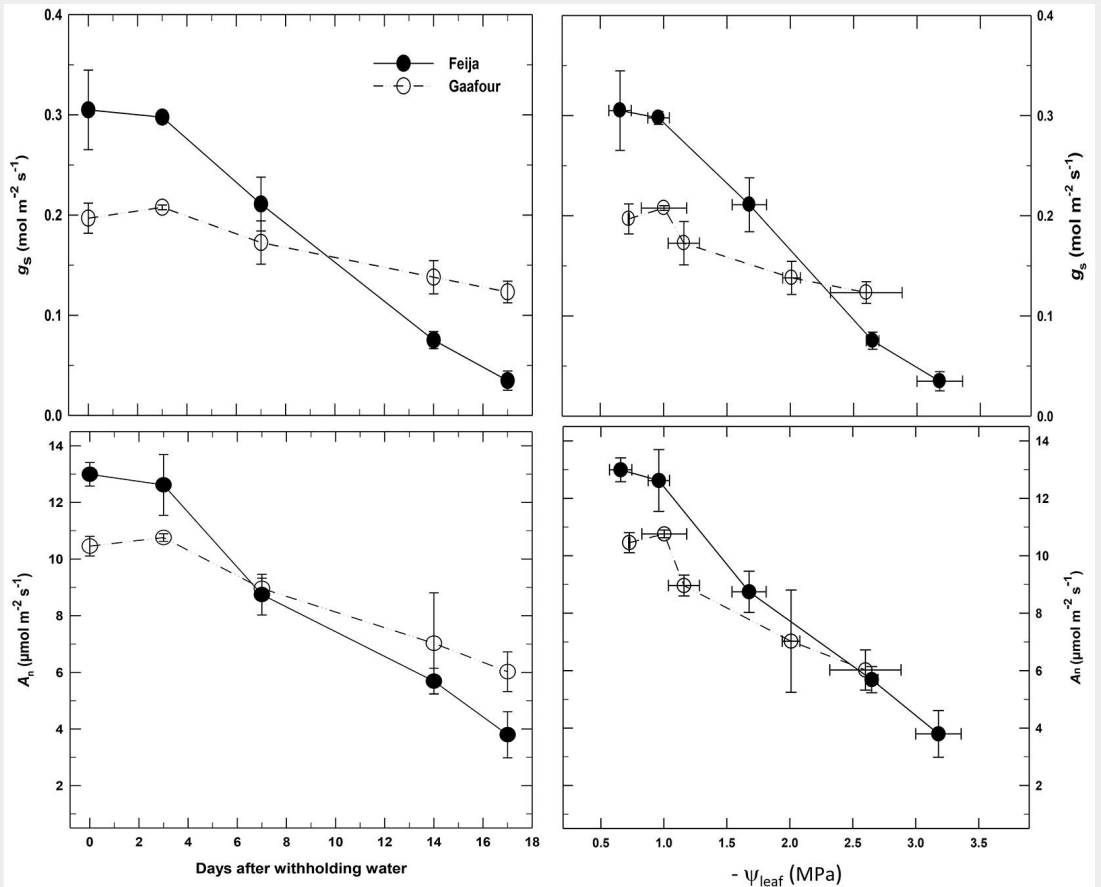 0.4
0.3
0.2
0.1
0.0
gs (mol m⁻² s⁻¹)
Feija
Gaafour
0.4
0.3
0.2
0.1
0.0
gs (mol m⁻² s⁻¹)
14
12
10
8
6
4
2
An (µmol m⁻² s⁻¹)
0 2 4 6 8 10 12 14 16 18
Days after withholding water
14
12
10
8
6
4
2
An (µmol m⁻² s⁻¹)
0.5 1.0 1.5 2.0 2.5 3.0 3.5
- Ψleaf (MPa)